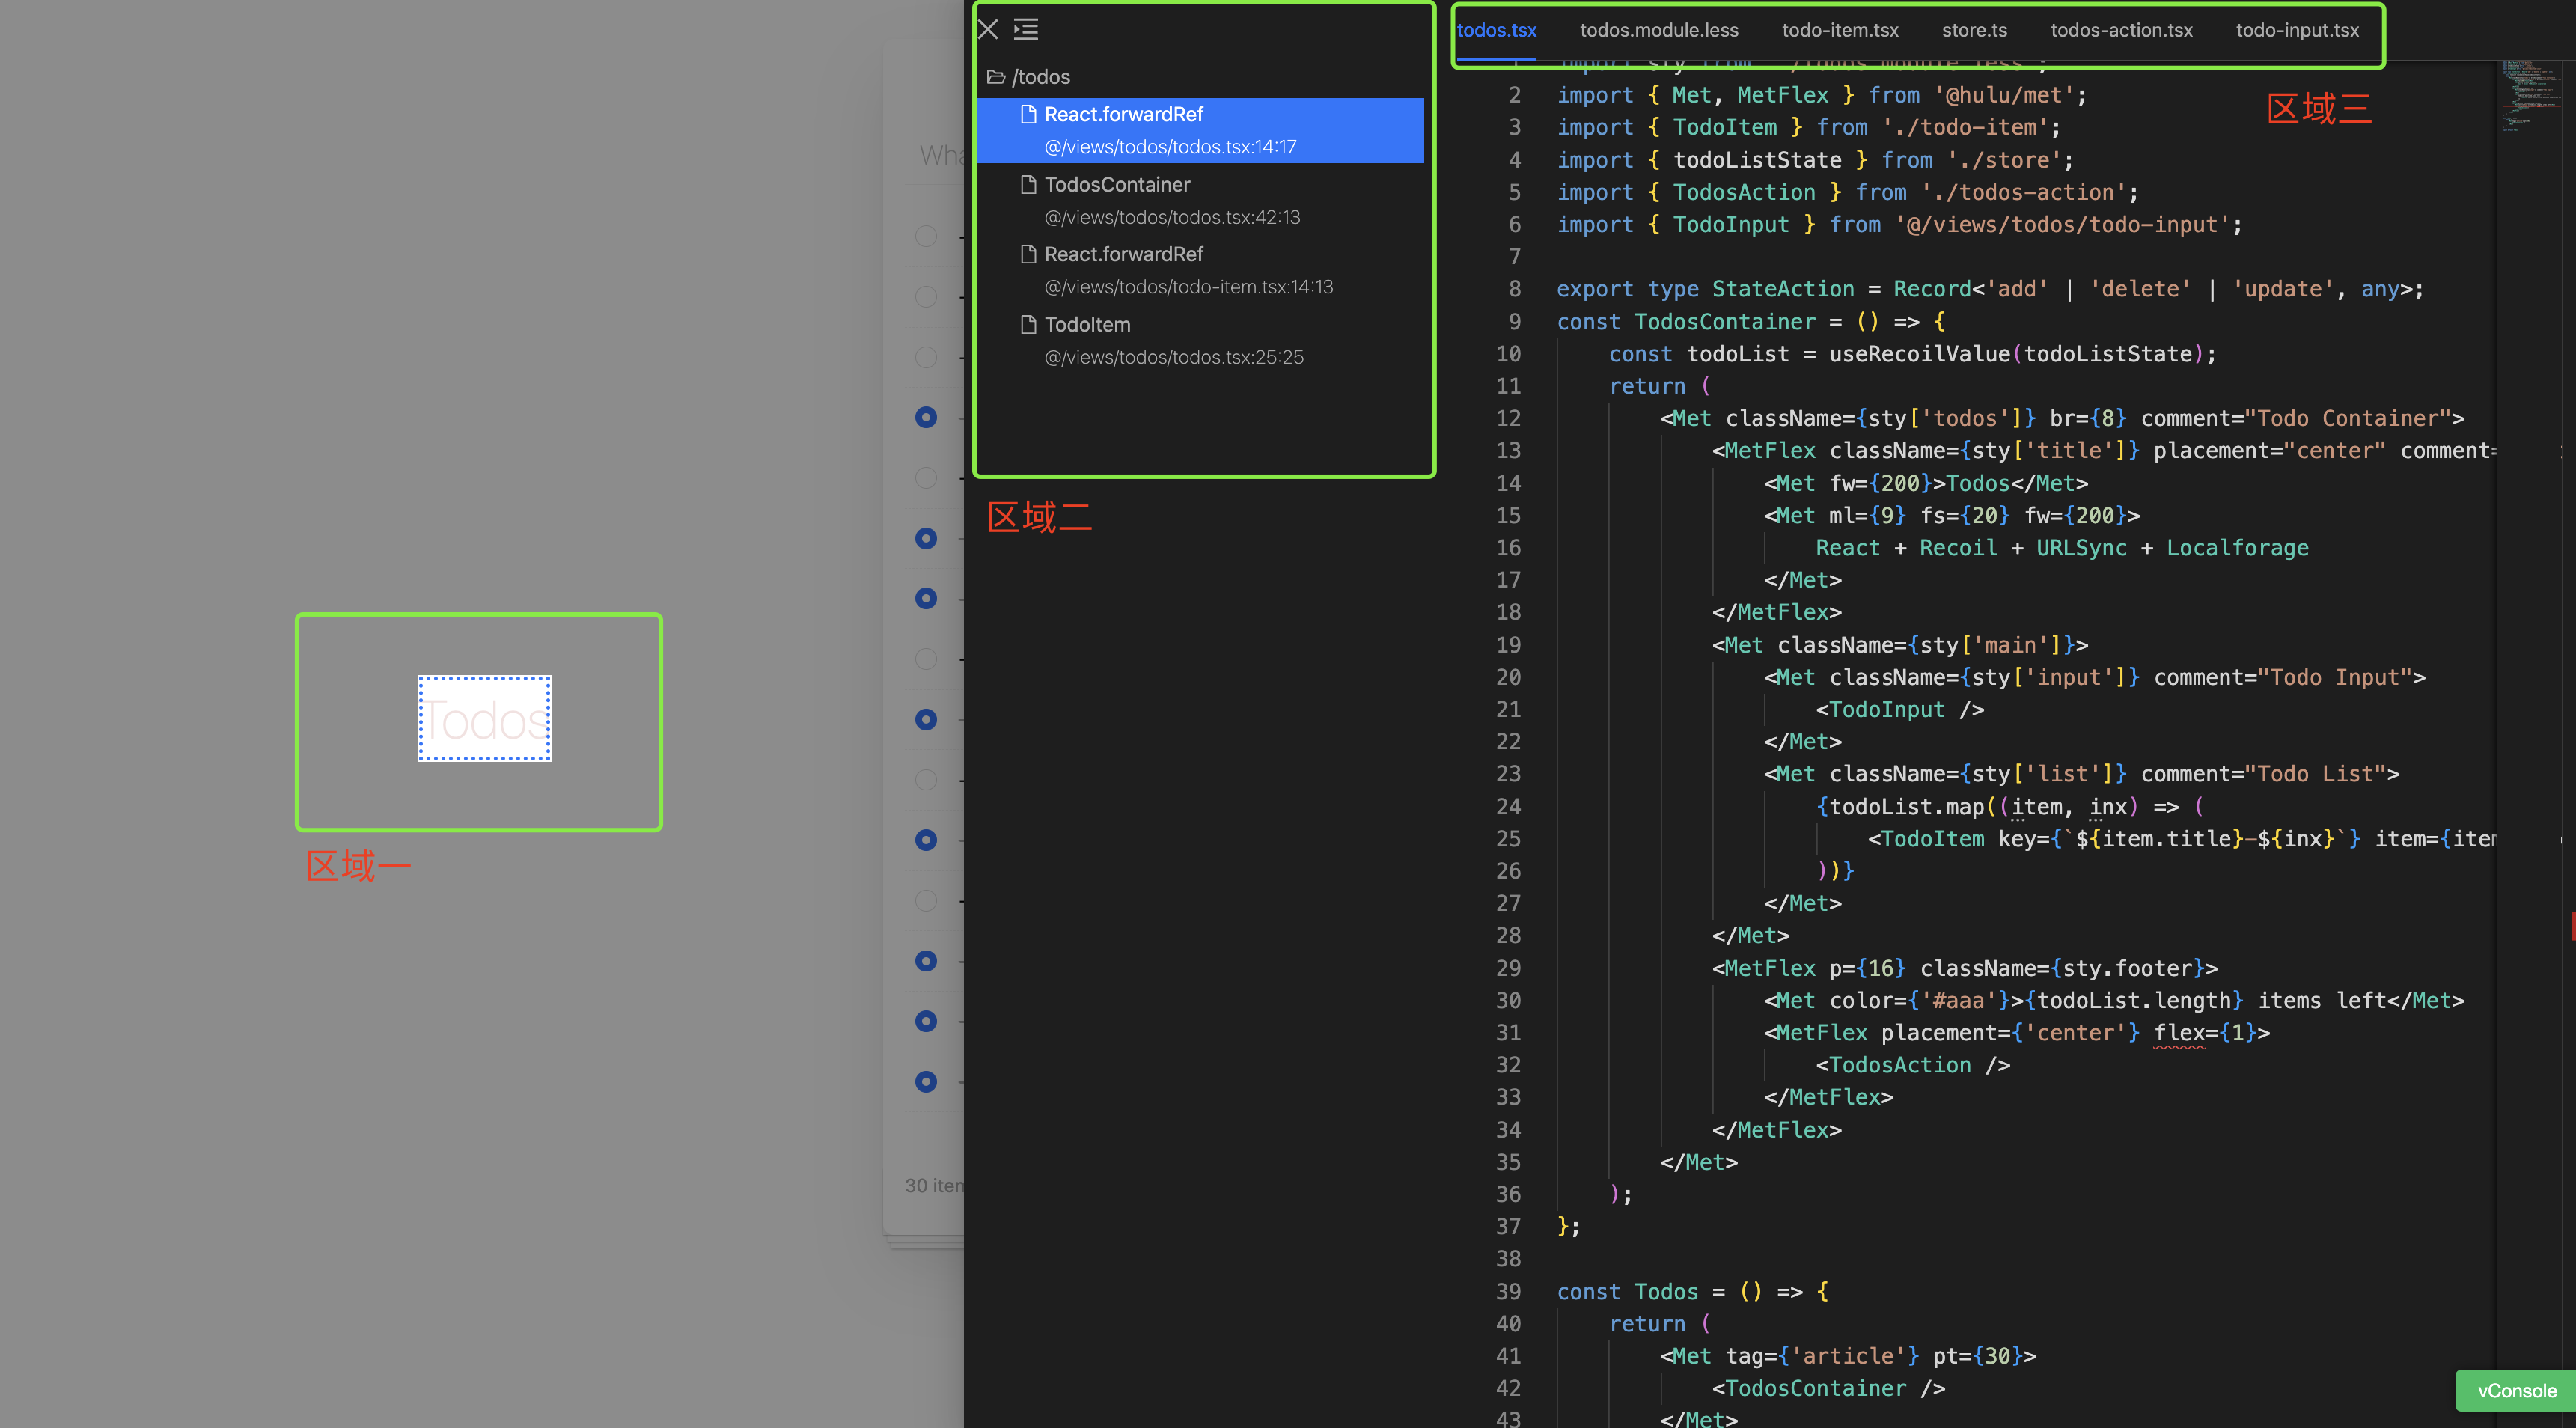 Wha
Todos
区域一
30 iten
/todos
React.forwardRef
@/views/todos/todos.tsx:14:17
TodosContainer
@/views/todos/todos.tsx:42:13
React.forwardRef
@/views/todos/todo-item.tsx:14:13
TodoItem
@/views/todos/todos.tsx:25:25
区域二
todos.tsx todos.module.less todo-item.tsx store.ts todos-action.tsx todo-input.tsx
区域三
1 import sty from './todos.module.less';
2 import { Met, MetFlex } from '@hulu/met';
3 import { TodoItem } from './todo-item';
4 import { todoListState } from './store';
5 import { TodosAction } from './todos-action';
6 import { TodoInput } from '@/views/todos/todo-input';
7
8 export type StateAction = Record<'add' | 'delete' | 'update', any>;
9 const TodosContainer = () => {
10 const todoList = useRecoilValue(todoListState);
11 return (
12 <Met className={sty['todos']} br={8} comment="Todo Container">
13 <MetFlex className={sty['title']} placement="center" comment=
14 <Met fw={200}>Todos</Met>
15 <Met ml={9} fs={20} fw={200}>
16 React + Recoil + URLSync + Localforage
17 </Met>
18 </MetFlex>
19 <Met className={sty['main']}>
20 <Met className={sty['input']} comment="Todo Input">
21 <TodoInput />
22 </Met>
23 <Met className={sty['list']} comment="Todo List">
24 {todoList.map((item, inx) => (
25 <TodoItem key={`${item.title}-${inx}`} item={iter
26 ))}
27 </Met>
28 </Met>
29 <MetFlex p={16} className={sty.footer}>
30 <Met color={'#aaa'}>{todoList.length} items left</Met>
31 <MetFlex placement={'center'} flex={1}>
32 <TodosAction />
33 </MetFlex>
34 </MetFlex>
35 </Met>
36 );
37 };
38
39 const Todos = () => {
40 return (
41 <Met tag={'article'} pt={30}>
42 <TodosContainer />
43 </Met>
vConsole